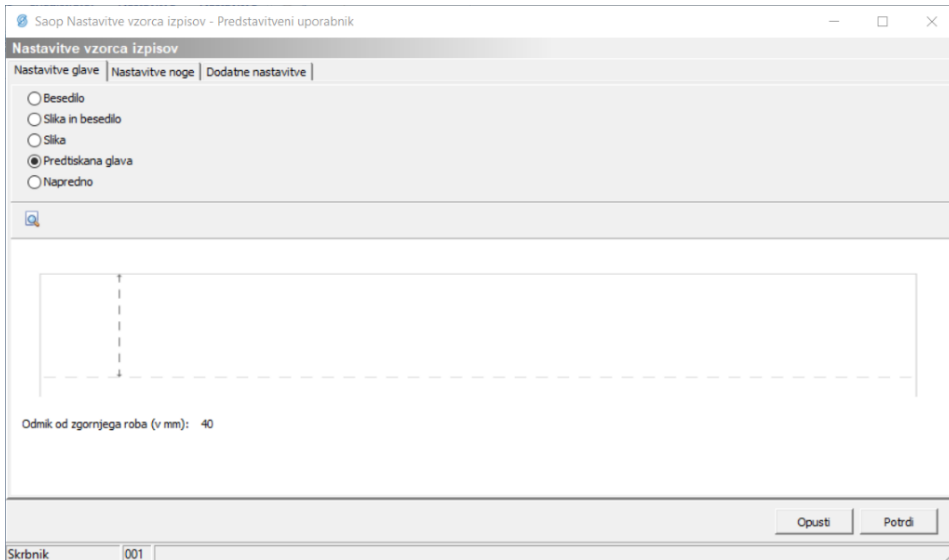 Saop Nastavitve vzorca izpisov - Predstavitveni uporabnik
Nastavitve vzorca izpisov
Nastavitve glave Nastavitve noge Dodatne nastavitve
Besedilo
Slika in besedilo
Slika
Predtiskana glava
Napredno
Odmik od zgornjega roba (v mm): 40
Opusti Potrdi
Skrbnik 001